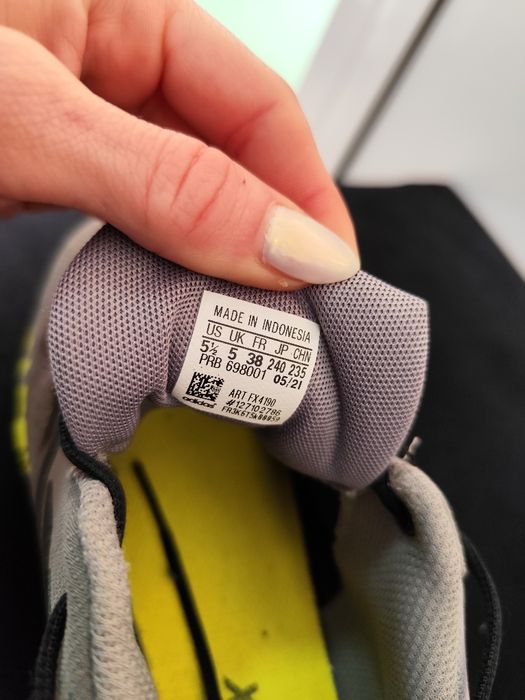 MADE IN INDONESIA
US UK FR JP CHN
5½ 5 38 240 235
PRB 698001 05/21
ART FX4190
#127102786
adidas